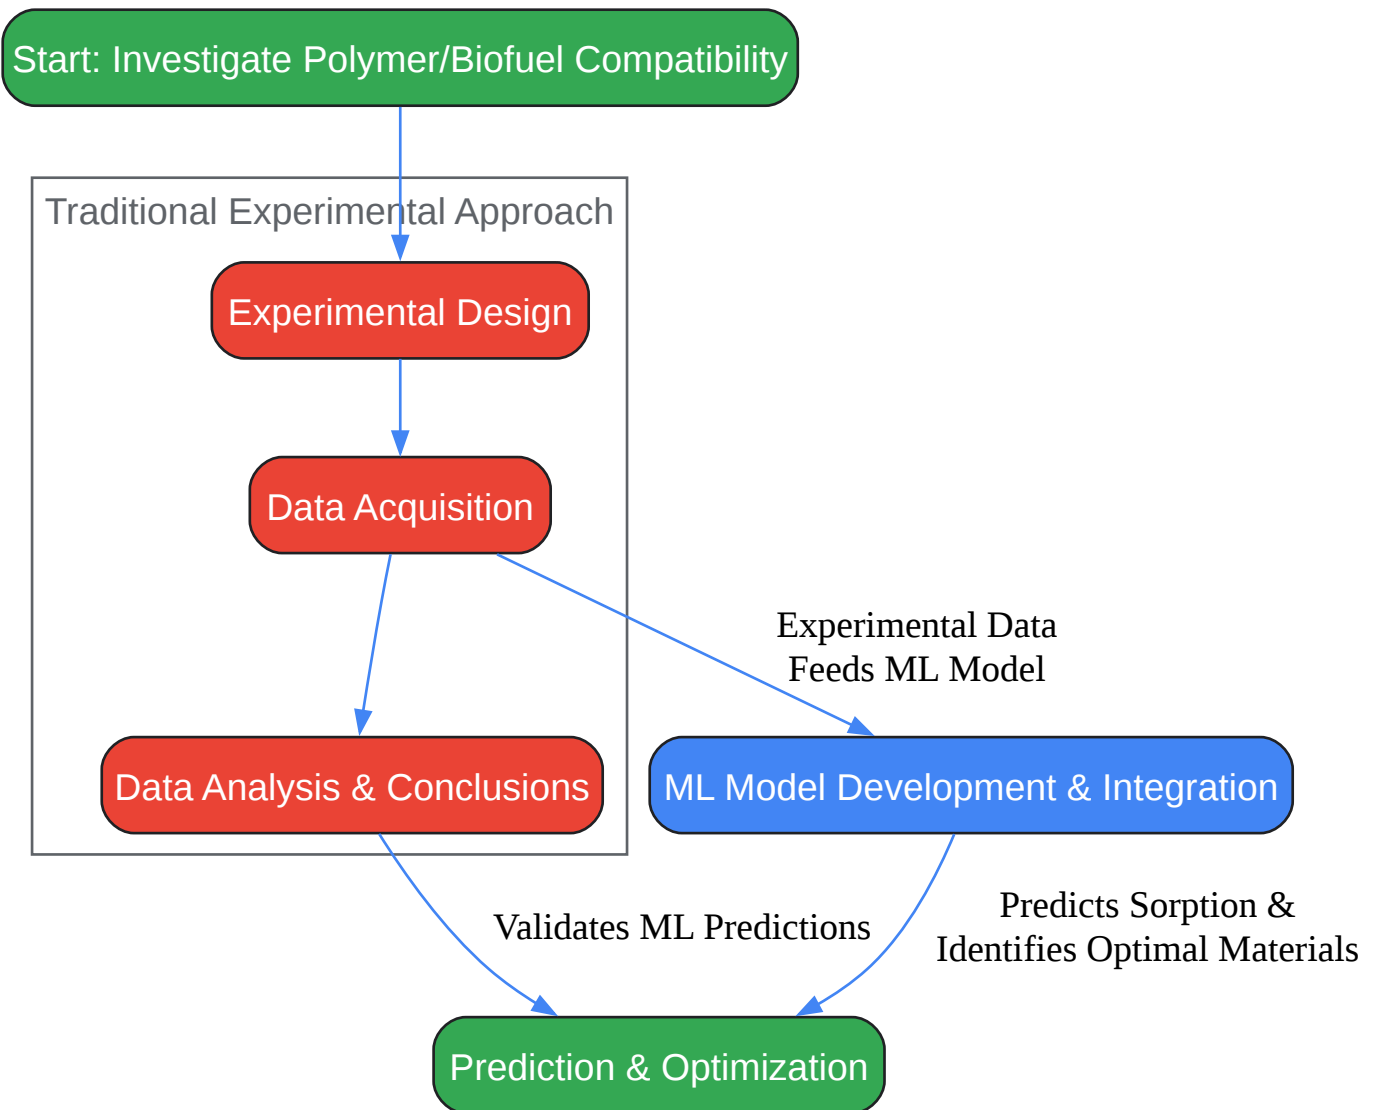 Start: Investigate Polymer/Biofuel Compatibility
Traditional Experimental Approach
Experimental Design
Data Acquisition
Experimental Data
Feeds ML Model
Data Analysis & Conclusions
ML Model Development & Integration
Validates ML Predictions
Predicts Sorption &
Identifies Optimal Materials
Prediction & Optimization